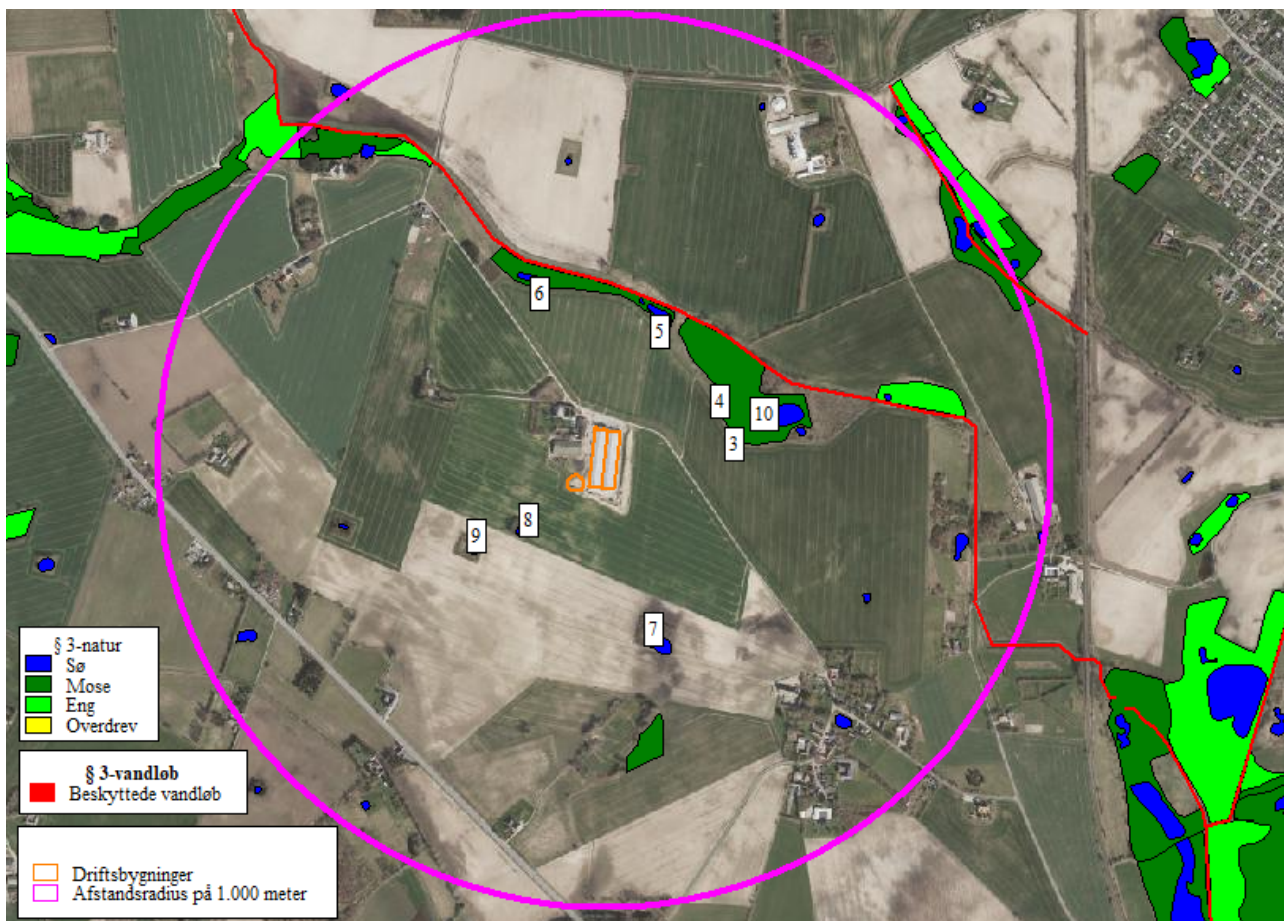 6
5
4
10
3
8
9
7
§ 3-natur
Sø
Mose
Eng
Overdrev
§ 3-vandløb
Beskyttede vandløb
Driftsbygninger
Afstandsradius på 1.000 meter